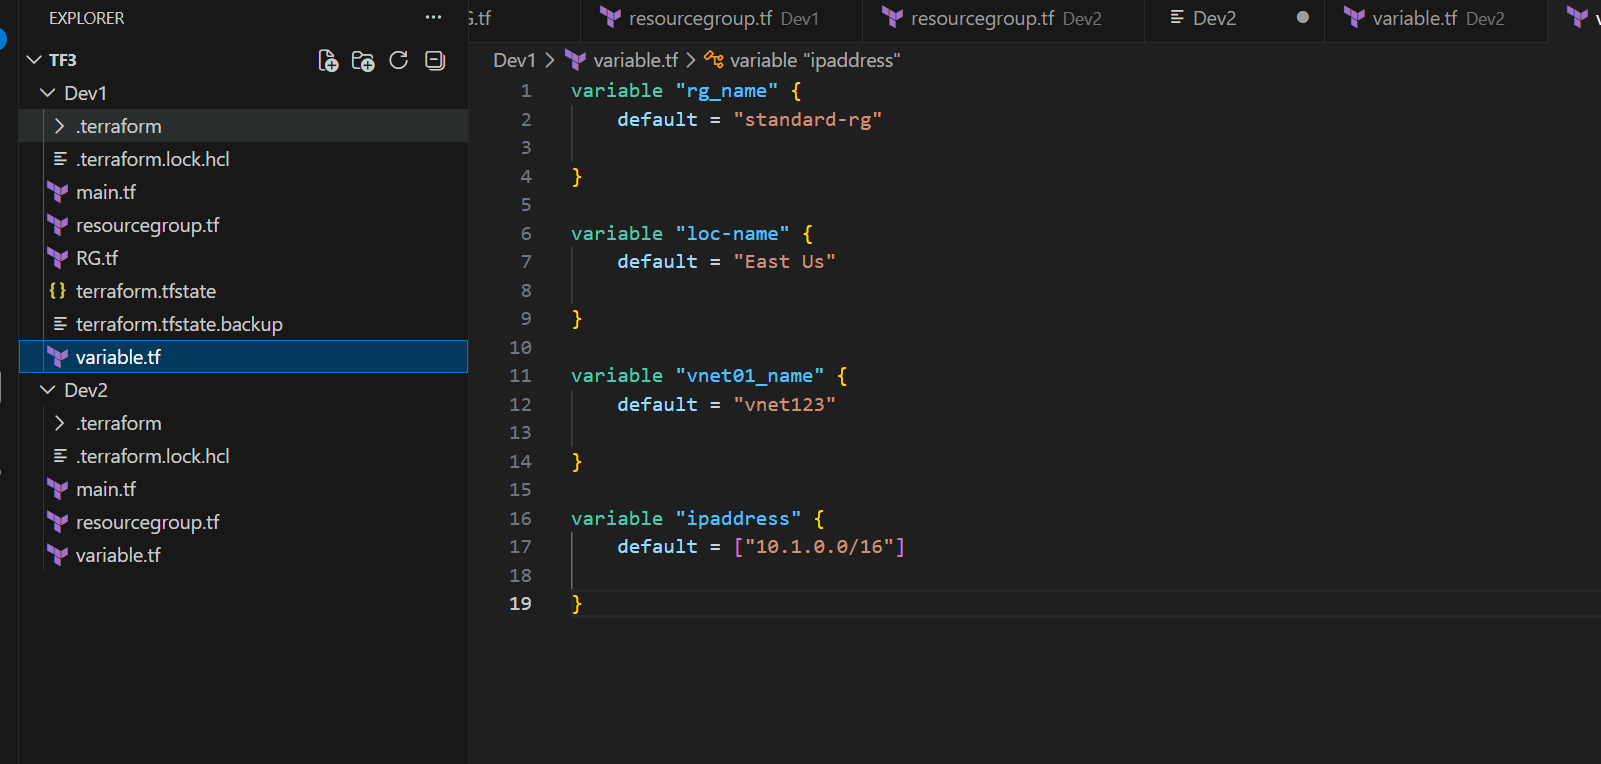 EXPLORER
TF3
Dev1
.terraform
.terraform.lock.hcl
main.tf
resourcegroup.tf
RG.tf
{} terraform.tfstate
terraform.tfstate.backup
variable.tf
Dev2
.terraform
.terraform.lock.hcl
main.tf
resourcegroup.tf
variable.tf
.tf resourcegroup.tf Dev1 resourcegroup.tf Dev2 Dev2 variable.tf Dev2
Dev1 > variable.tf > variable "ipaddress"
1 variable "rg_name" {
2     default = "standard-rg"
3
4 }
5
6 variable "loc-name" {
7     default = "East Us"
8
9 }
10
11 variable "vnet01_name" {
12     default = "vnet123"
13
14 }
15
16 variable "ipaddress" {
17     default = ["10.1.0.0/16"]
18
19 }